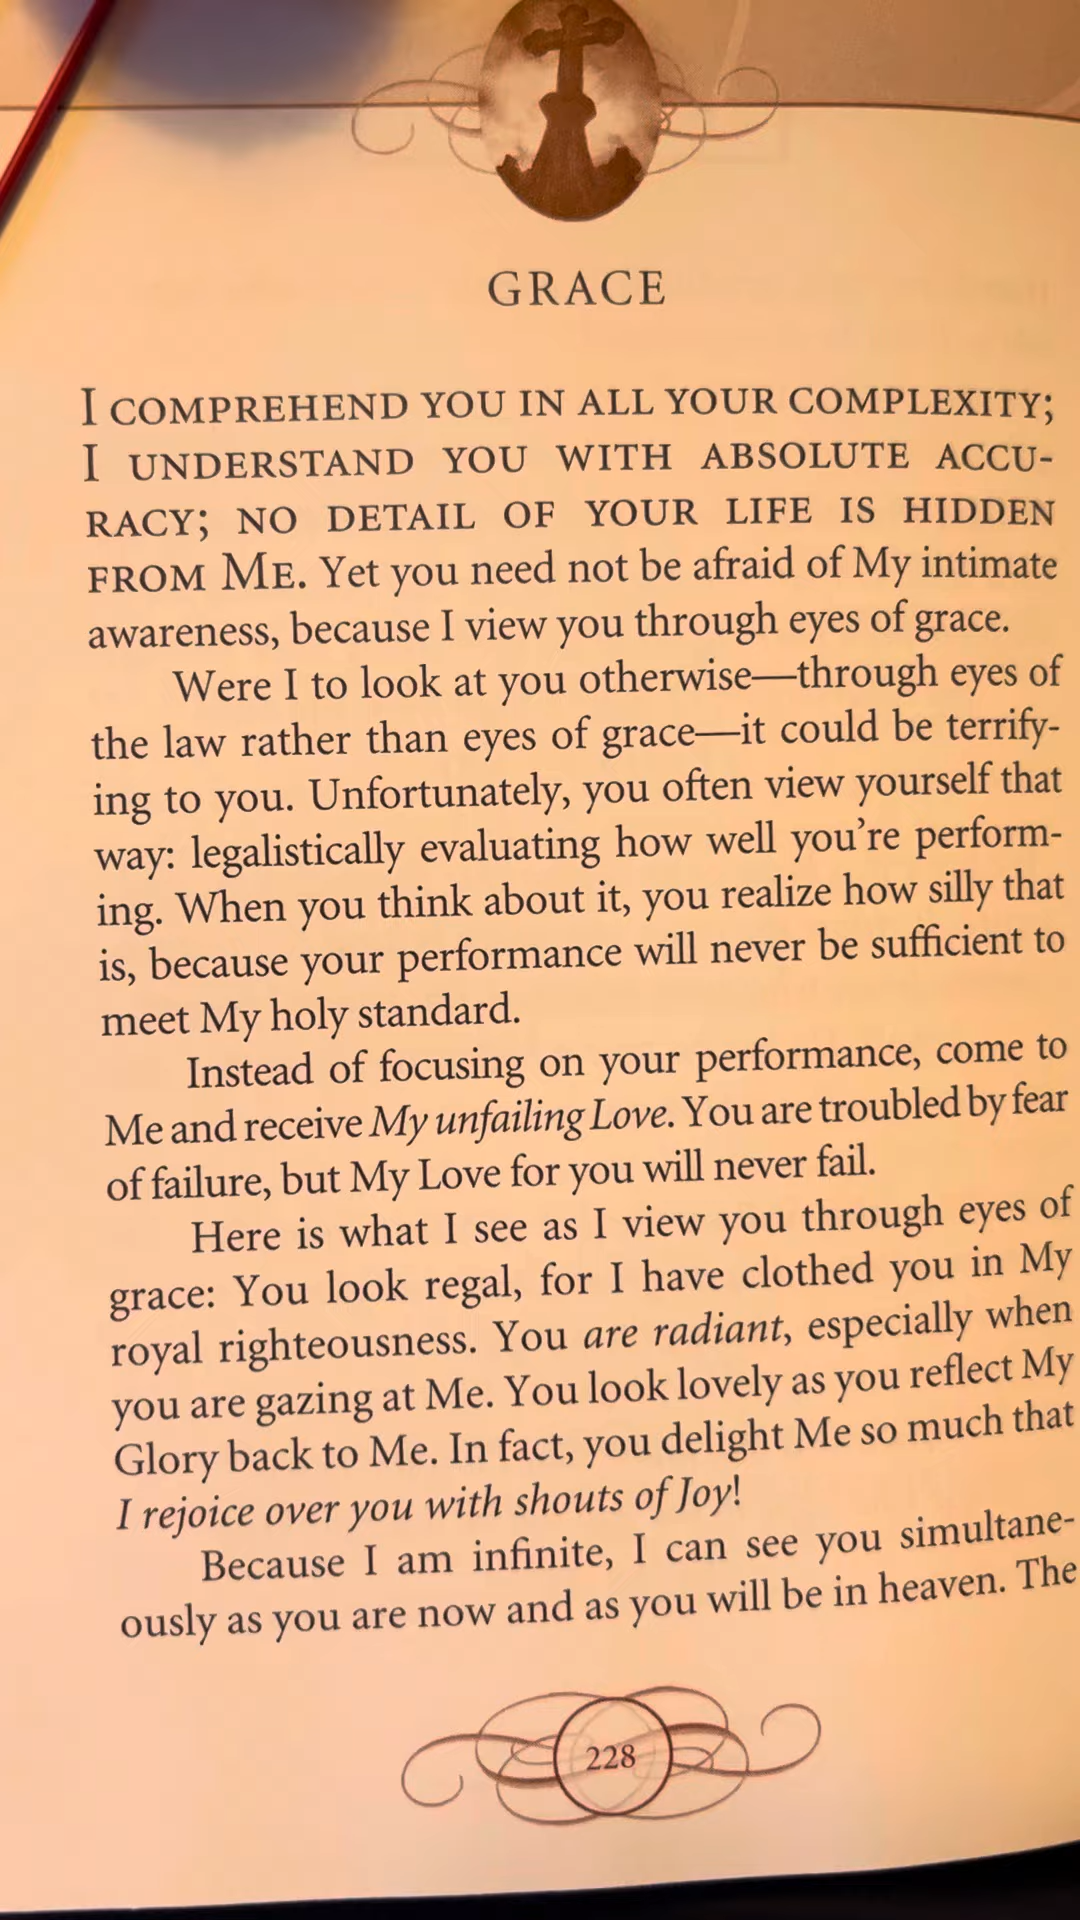 GRACE
I COMPREHEND YOU IN ALL YOUR COMPLEXITY;
I UNDERSTAND YOU WITH ABSOLUTE ACCU-
RACY; NO DETAIL OF YOUR LIFE IS HIDDEN
FROM ME. Yet you need not be afraid of My intimate
awareness, because I view you through eyes of grace.
Were I to look at you otherwise—through eyes of
the law rather than eyes of grace—it could be terrify-
ing to you. Unfortunately, you often view yourself that
way: legalistically evaluating how well you're perform-
ing. When you think about it, you realize how silly that
is, because your performance will never be sufficient to
meet My holy standard.
Instead of focusing on your performance, come to
Me and receive My unfailing Love. You are troubled by fear
of failure, but My Love for you will never fail.
Here is what I see as I view you through eyes of
grace: You look regal, for I have clothed you in My
royal righteousness. You are radiant, especially when
you are gazing at Me. You look lovely as you reflect My
Glory back to Me. In fact, you delight Me so much that
I rejoice over you with shouts of Joy!
Because I am infinite, I can see you simultane-
ously as you are now and as you will be in heaven. The
228